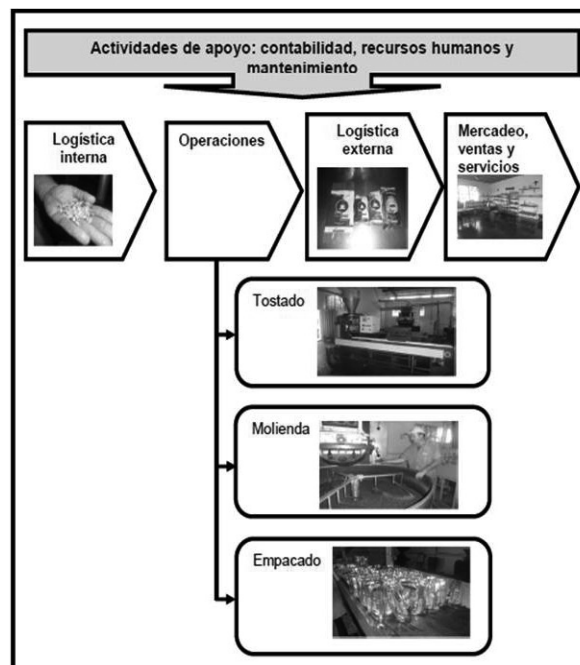 Actividades de apoyo: contabilidad, recursos humanos y
mantenimiento
Logística
interna
Operaciones
Logística
externa
Mercadeo,
ventas y
servicios
Tostado
Molienda
Empacado